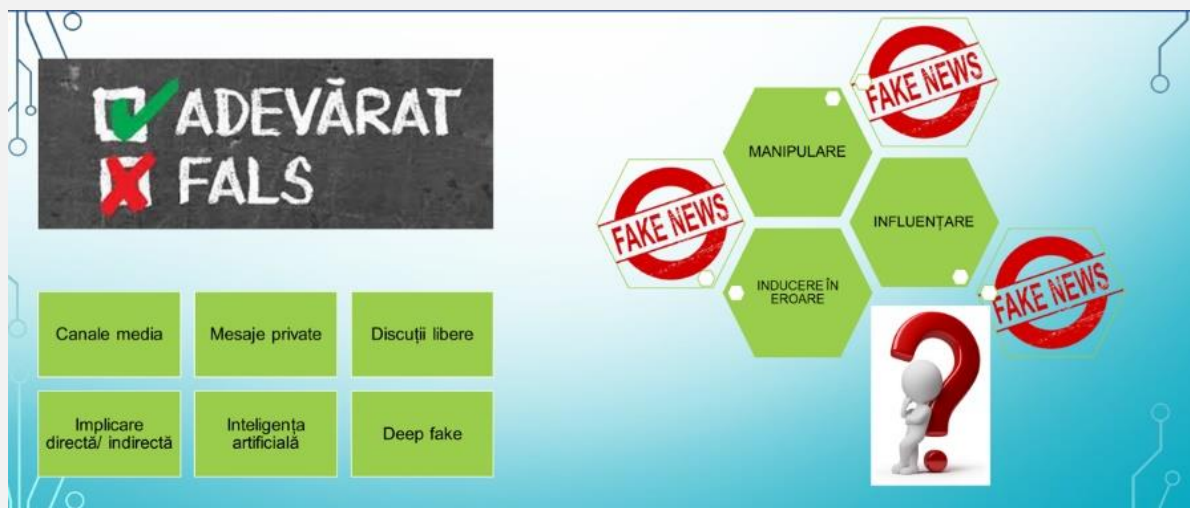 ADEVĂRAT
FALS
Canale media
Mesaje private
Discuții libere
Implicare
directă/ indirectă
Inteligența
artificială
Deep fake
FAKE NEWS
MANIPULARE
FAKE NEWS
INFLUENȚARE
INDUCERE ÎN
EROARE
FAKE NEWS